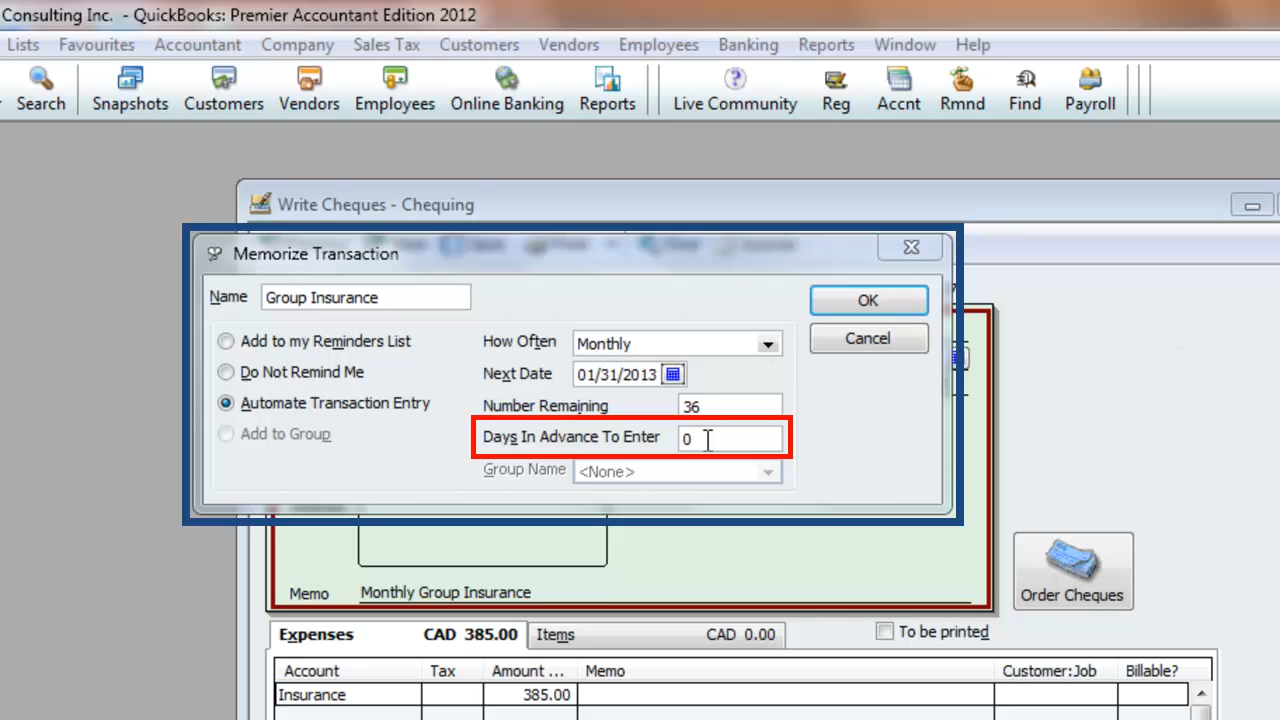 Consulting Inc. - QuickBooks: Premier Accountant Edition 2012
Lists Favourites Accountant Company Sales Tax Customers Vendors Employees Banking Reports Window Help
Search Snapshots Customers Vendors Employees Online Banking Reports Live Community Reg Accnt Rmnd Find Payroll
Write Cheques - Chequing
Memorize Transaction
Name Group Insurance OK
Add to my Reminders List How Often Monthly Cancel
Do Not Remind Me Next Date 01/31/2013
Automate Transaction Entry Number Remaining 36
Add to Group Days In Advance To Enter 0
Group Name <None>
Order Cheques
Memo Monthly Group Insurance
Expenses CAD 385.00 Items CAD 0.00 To be printed
Account Tax Amount ... Memo Customer:Job Billable?
Insurance 385.00